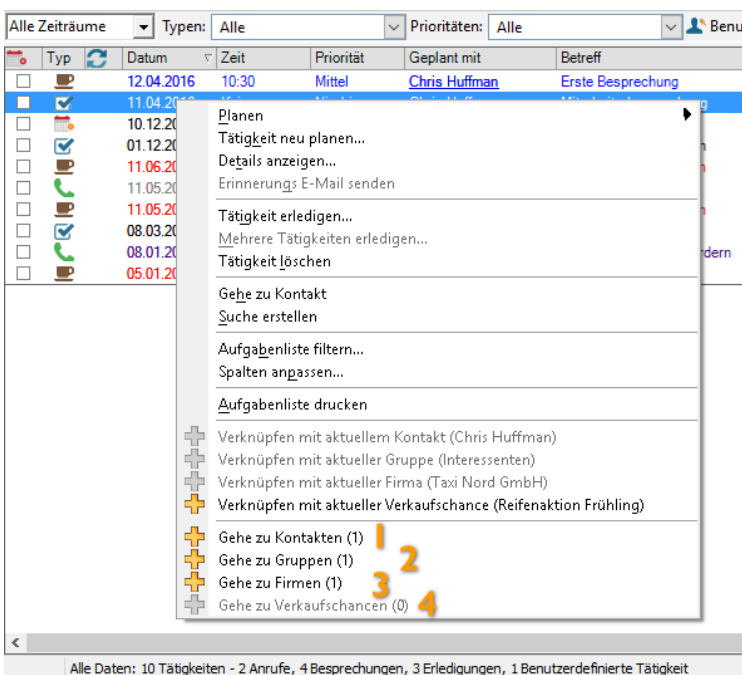 Alle Zeiträume Typen: Alle Prioritäten: Alle Benu
Typ Datum Zeit Priorität Geplant mit Betreff
12.04.2016 10:30 Mittel Chris Huffman Erste Besprechung
11.04.2016
10.12.20
01.12.20
11.06.20
11.05.20
11.05.20
08.03.20
08.01.20 rdern
05.01.20
Planen
Tätigkeit neu planen...
Details anzeigen...
Erinnerungs E-Mail senden
Tätigkeit erledigen...
Mehrere Tätigkeiten erledigen...
Tätigkeit löschen
Gehe zu Kontakt
Suche erstellen
Aufgabenliste filtern...
Spalten anpassen...
Aufgabenliste drucken
Verknüpfen mit aktuellem Kontakt (Chris Huffman)
Verknüpfen mit aktueller Gruppe (Interessenten)
Verknüpfen mit aktueller Firma (Taxi Nord GmbH)
Verknüpfen mit aktueller Verkaufschance (Reifenaktion Frühling)
Gehe zu Kontakten (1) 1
Gehe zu Gruppen (1) 2
Gehe zu Firmen (1) 3
Gehe zu Verkaufschancen (0) 4
Alle Daten: 10 Tätigkeiten - 2 Anrufe, 4 Besprechungen, 3 Erledigungen, 1 Benutzerdefinierte Tätigkeit